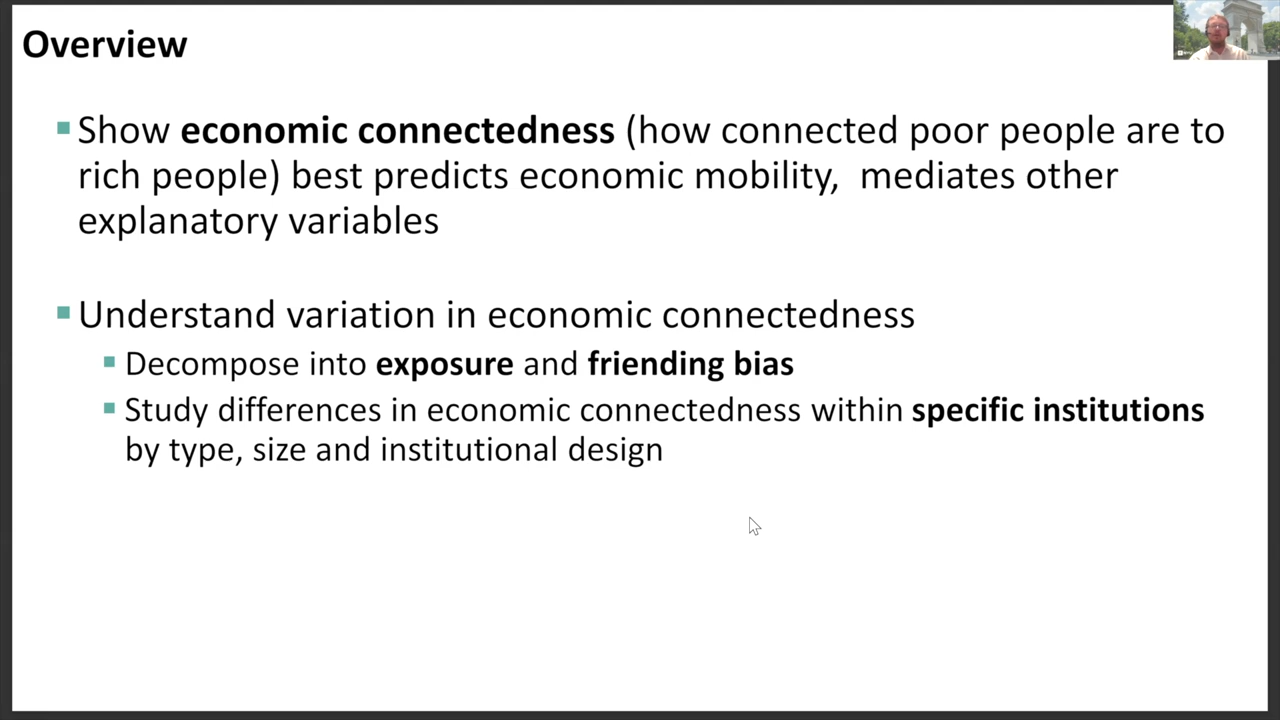 Overview
Show economic connectedness (how connected poor people are to
rich people) best predicts economic mobility,  mediates other
explanatory variables
Understand variation in economic connectedness
Decompose into exposure and friending bias
Study differences in economic connectedness within specific institutions
by type, size and institutional design